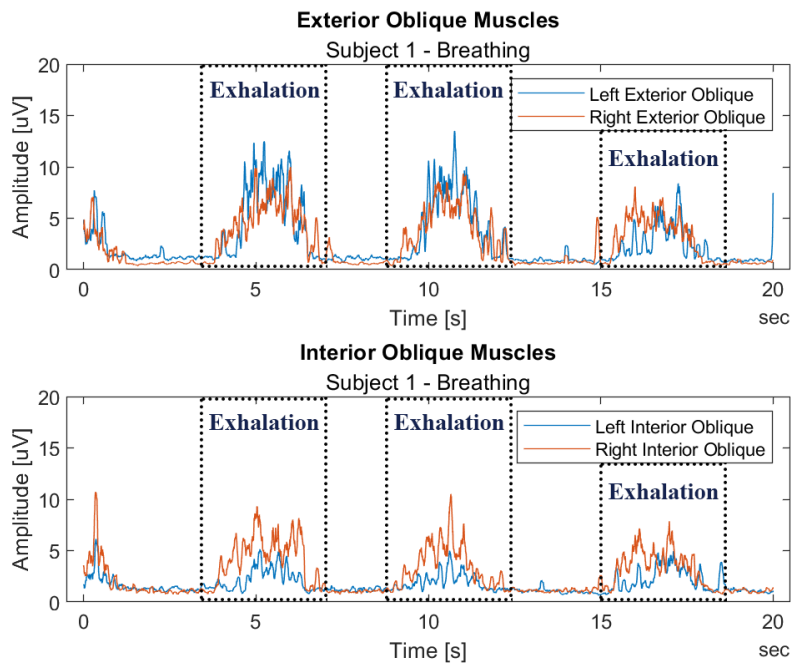 Exterior Oblique Muscles
Subject 1 - Breathing
20
15
10
5
0
Amplitude [uV]
Exhalation
Exhalation
Exhalation
Left Exterior Oblique
Right Exterior Oblique
0
5
10
15
20
Time [s]
sec
Interior Oblique Muscles
Subject 1 - Breathing
20
15
10
5
0
Amplitude [uV]
Exhalation
Exhalation
Exhalation
Left Interior Oblique
Right Interior Oblique
0
5
10
15
20
Time [s]
sec